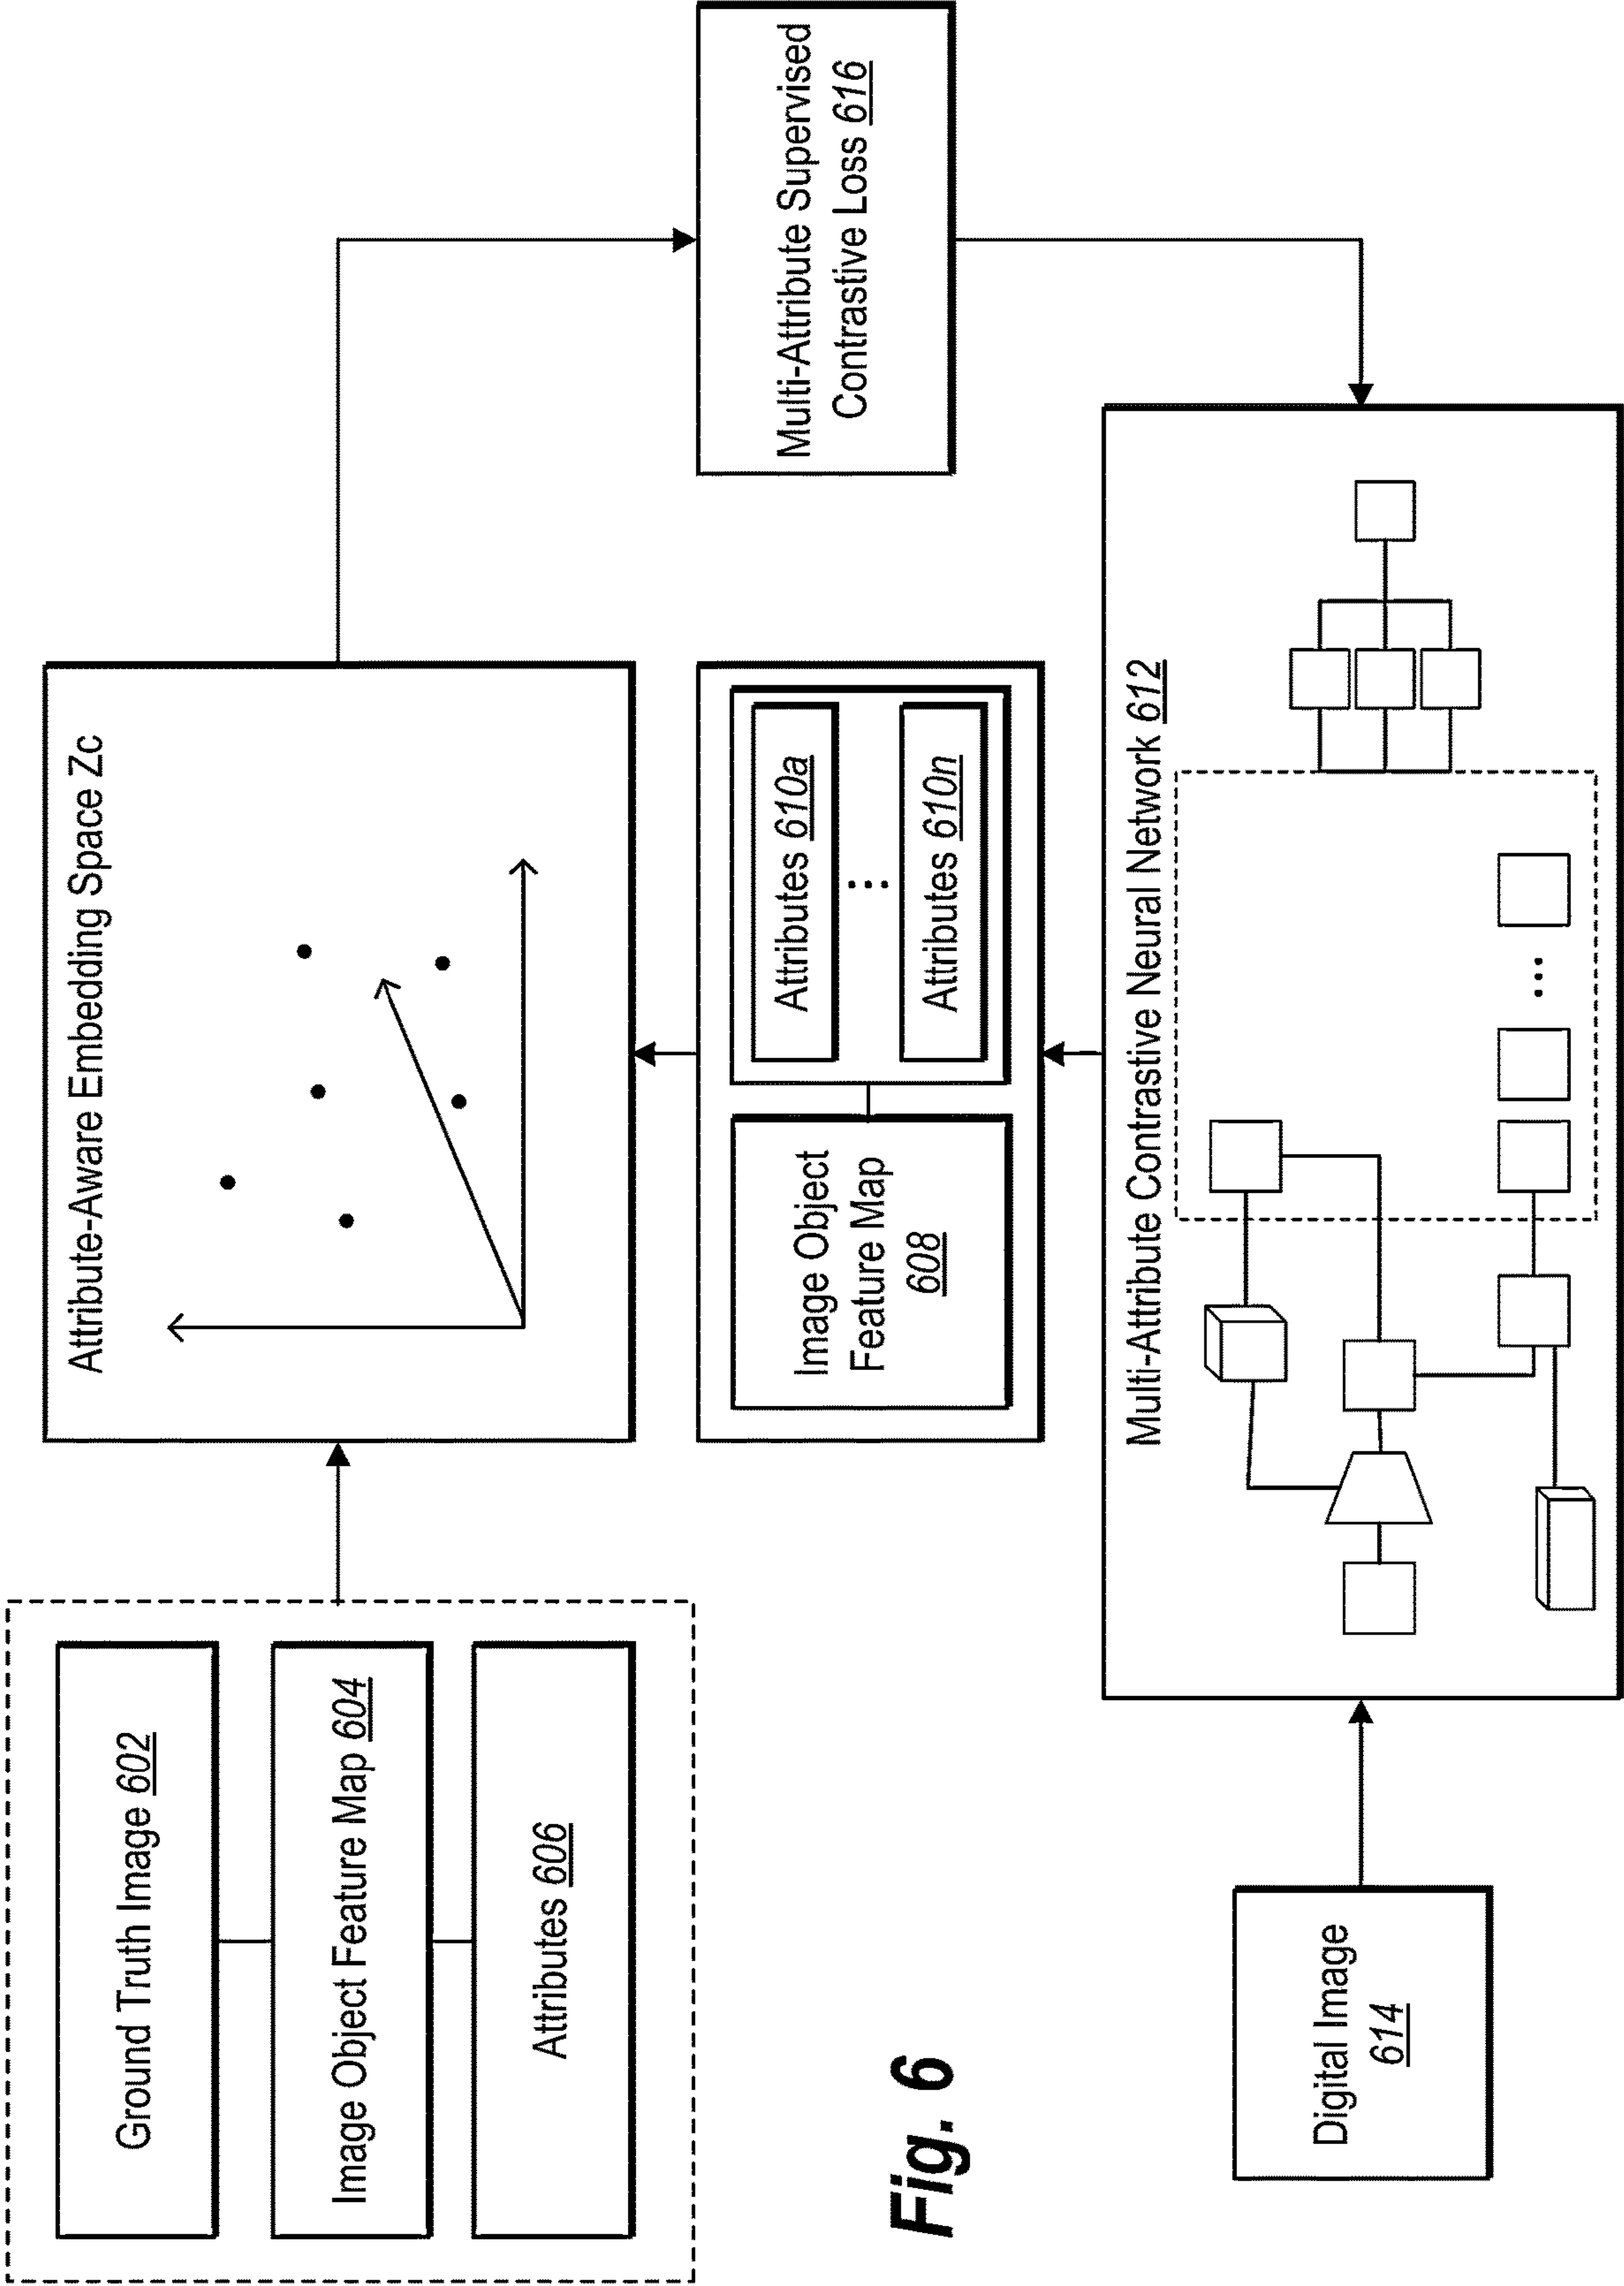 Ground Truth Image 602
Image Object Feature Map 604
Attributes 606
Attribute-Aware Embedding Space Zc
Image Object
Feature Map
608
Attributes 610a
...
Attributes 610n
Multi-Attribute Supervised
Contrastive Loss 616
Digital Image
614
Multi-Attribute Contrastive Neural Network 612
...
Fig. 6